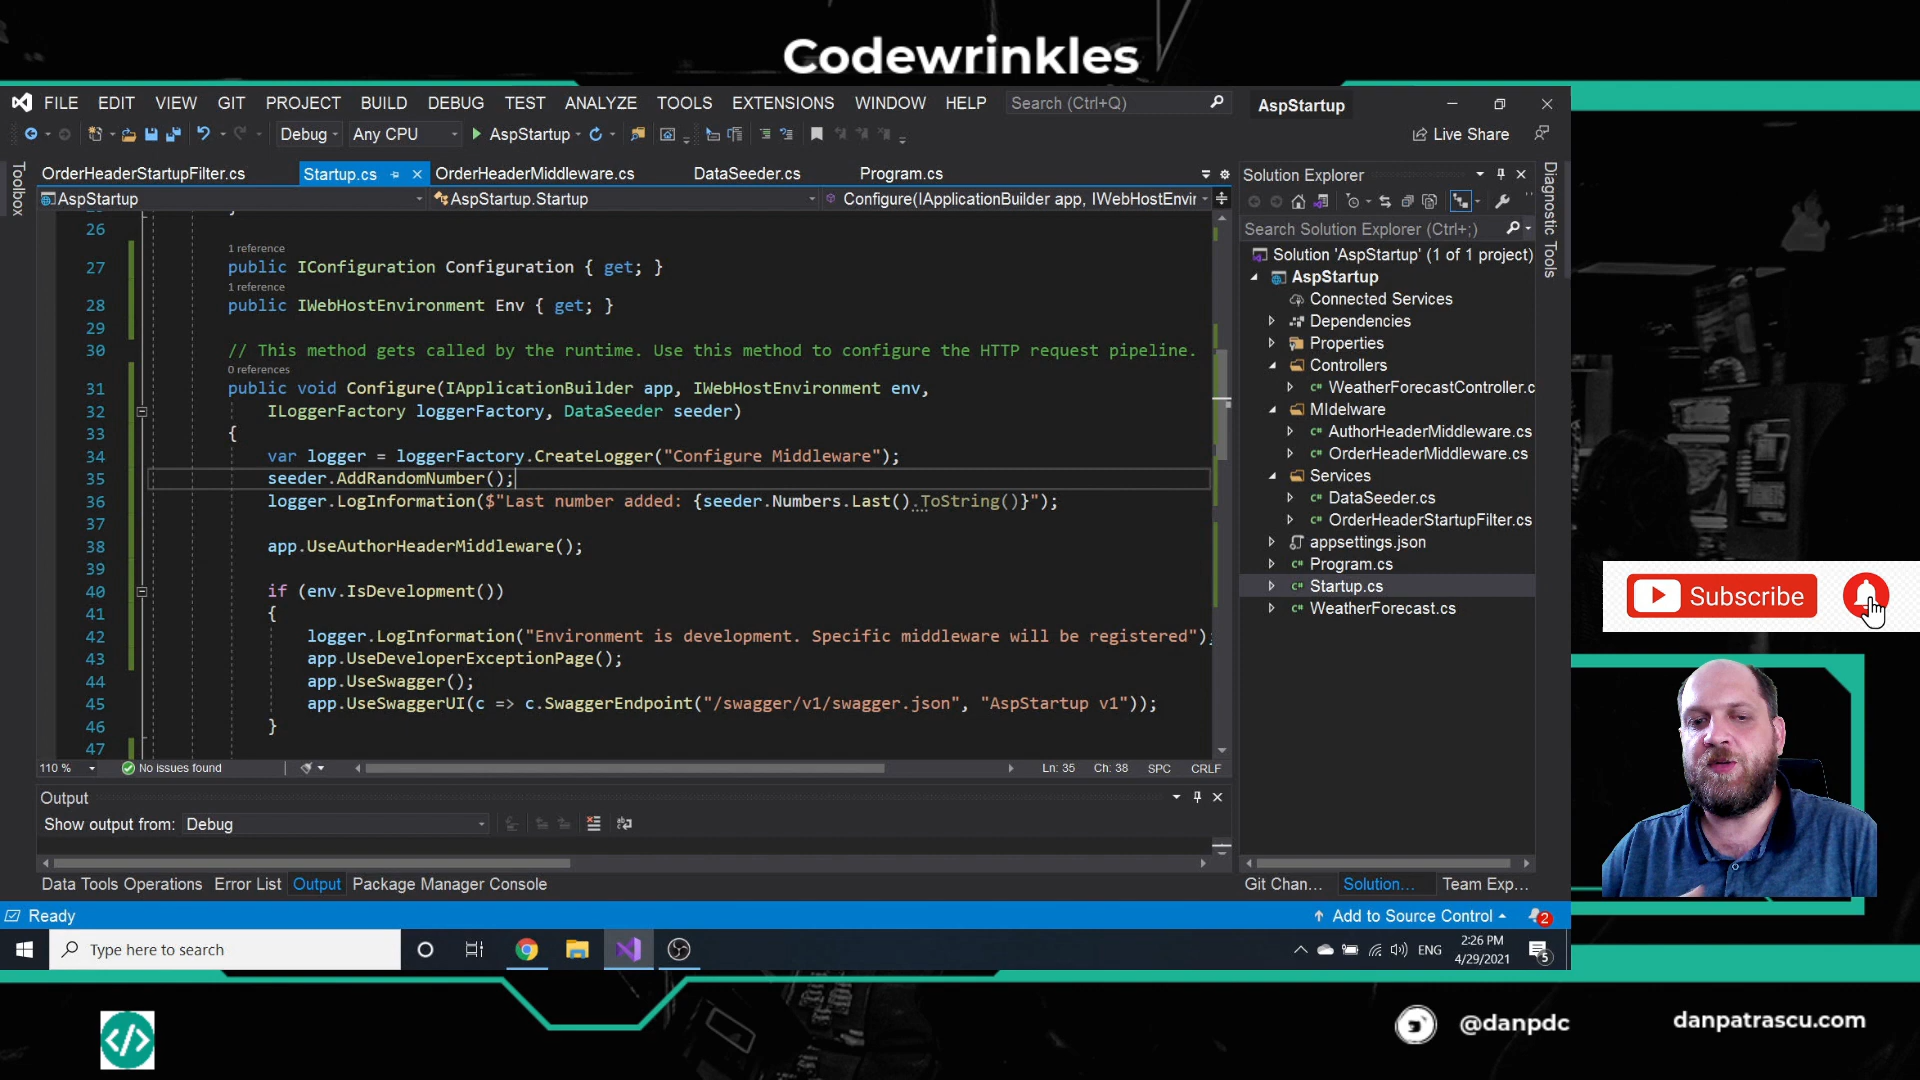 Codewrinkles
FILE EDIT VIEW GIT PROJECT BUILD DEBUG TEST ANALYZE TOOLS EXTENSIONS WINDOW HELP Search (Ctrl+Q) AspStartup
Debug Any CPU AspStartup Live Share
Toolbox
OrderHeaderStartupFilter.cs Startup.cs OrderHeaderMiddleware.cs DataSeeder.cs Program.cs
AspStartup AspStartup.Startup Configure(IApplicationBuilder app, IWebHostEnvir
26
1 reference
27 public IConfiguration Configuration { get; }
1 reference
28 public IWebHostEnvironment Env { get; }
29
30 // This method gets called by the runtime. Use this method to configure the HTTP request pipeline.
0 references
31 public void Configure(IApplicationBuilder app, IWebHostEnvironment env,
32 ILoggerFactory loggerFactory, DataSeeder seeder)
33 {
34 var logger = loggerFactory.CreateLogger("Configure Middleware");
35 seeder.AddRandomNumber();
36 logger.LogInformation($"Last number added: {seeder.Numbers.Last().ToString()}");
37
38 app.UseAuthorHeaderMiddleware();
39
40 if (env.IsDevelopment())
41 {
42 logger.LogInformation("Environment is development. Specific middleware will be registered");
43 app.UseDeveloperExceptionPage();
44 app.UseSwagger();
45 app.UseSwaggerUI(c => c.SwaggerEndpoint("/swagger/v1/swagger.json", "AspStartup v1"));
46 }
47
110 % No issues found Ln: 35 Ch: 38 SPC CRLF
Output
Show output from: Debug
Data Tools Operations Error List Output Package Manager Console
Solution Explorer
Search Solution Explorer (Ctrl+;)
Solution 'AspStartup' (1 of 1 project)
AspStartup
Connected Services
Dependencies
Properties
Controllers
C# WeatherForecastController.c
MIdelware
C# AuthorHeaderMiddleware.cs
C# OrderHeaderMiddleware.cs
Services
C# DataSeeder.cs
C# OrderHeaderStartupFilter.cs
appsettings.json
C# Program.cs
C# Startup.cs
C# WeatherForecast.cs
Git Chan... Solution... Team Exp...
Diagnostic Tools
Ready Add to Source Control 2
Type here to search ENG 2:26 PM
4/29/2021 5
Subscribe
@danpdc danpatrascu.com